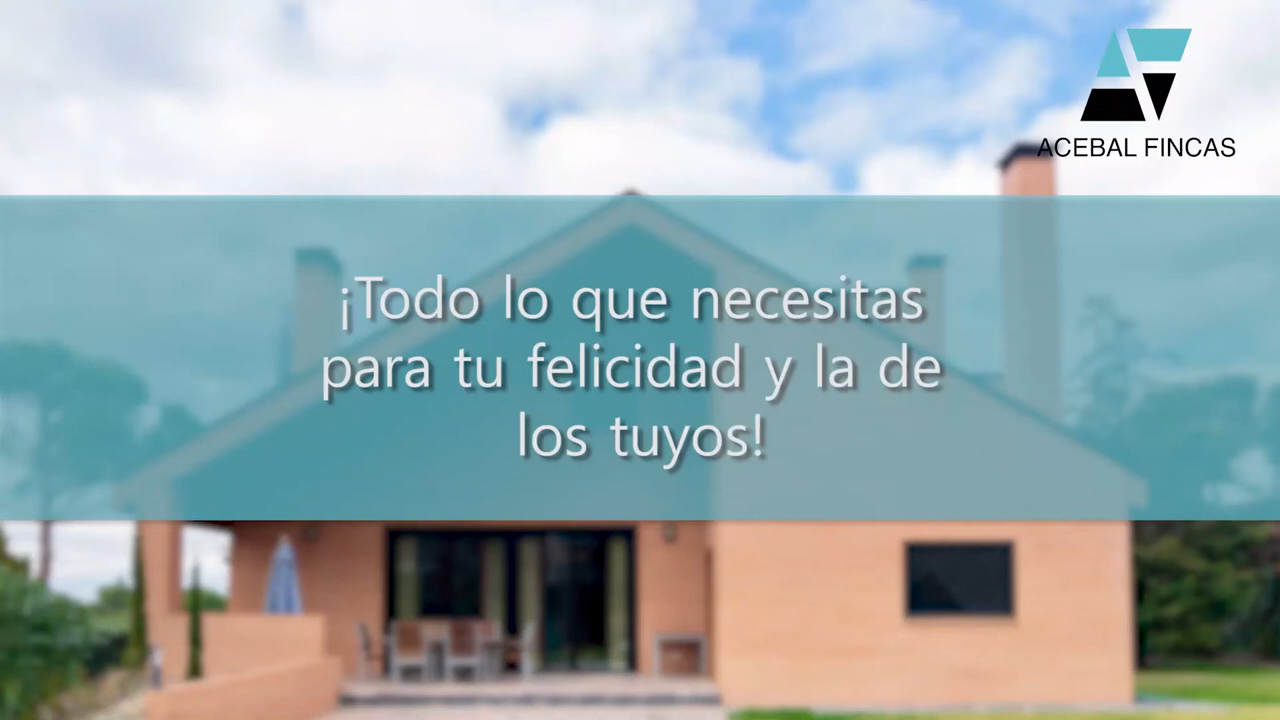 ACEBAL FINCAS
¡Todo lo que necesitas
para tu felicidad y la de
los tuyos!